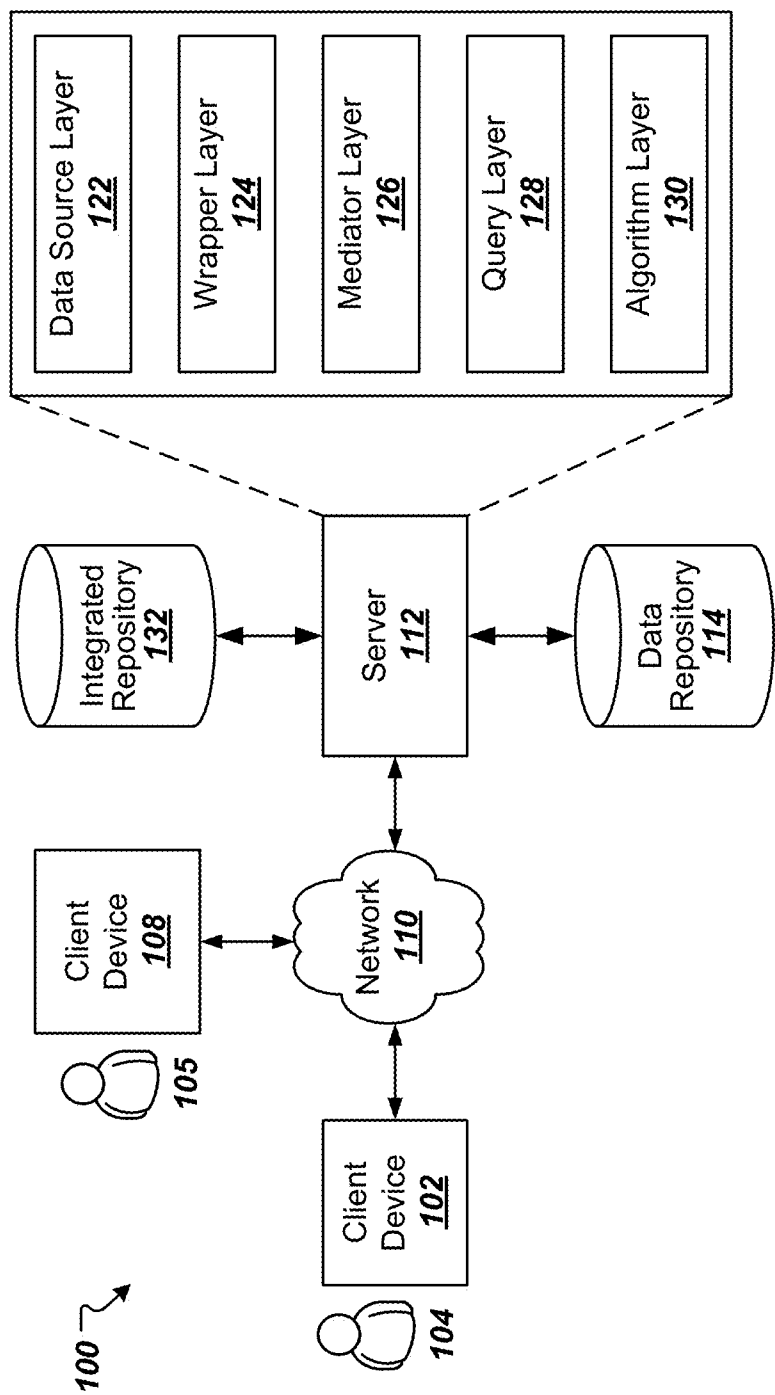 100
104
Client
Device
102
105
Client
Device
108
Network
110
Integrated
Repository
132
Server
112
Data
Repository
114
Data Source Layer
122
Wrapper Layer
124
Mediator Layer
126
Query Layer
128
Algorithm Layer
130